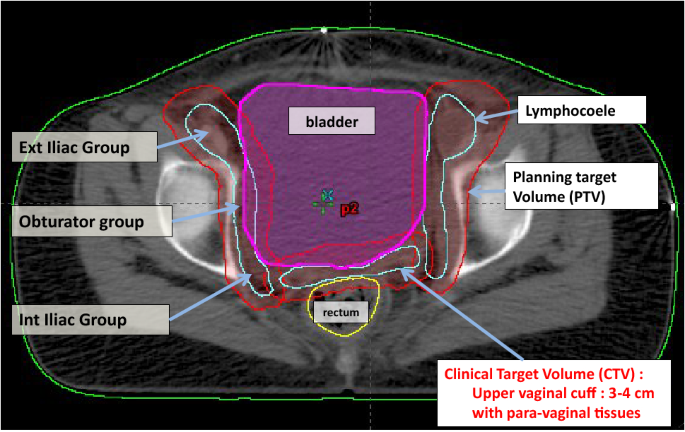 bladder
Lymphocoele
Ext Iliac Group
Planning target
Volume (PTV)
p2
Obturator group
Int Iliac Group
rectum
Clinical Target Volume (CTV) :
Upper vaginal cuff : 3-4 cm
with para-vaginal tissues